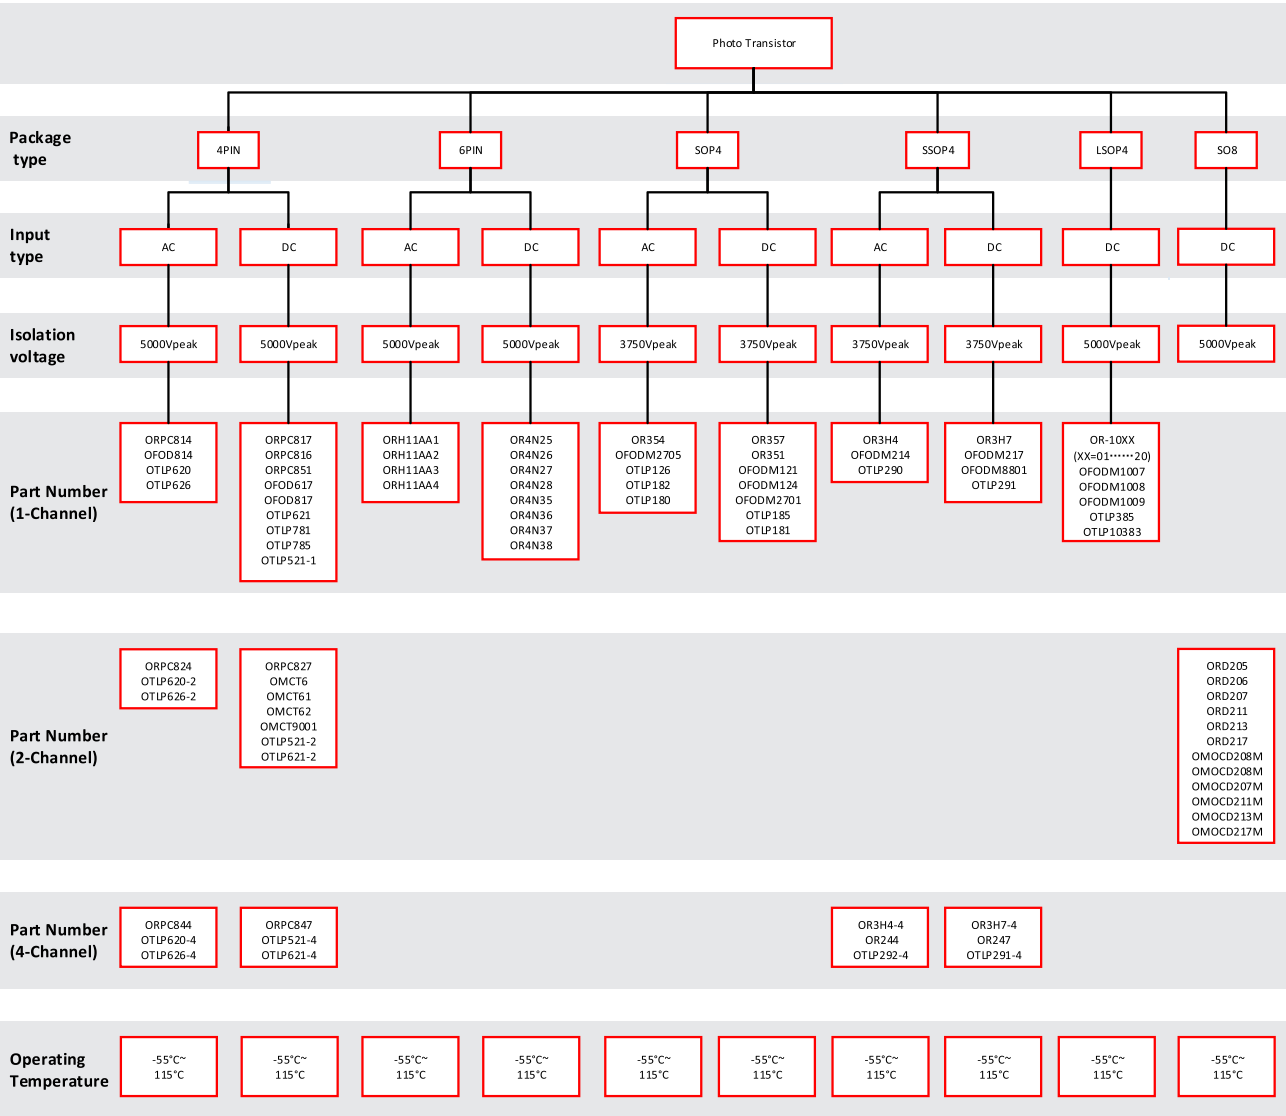 Photo Transistor
Package
type
4PIN
6PIN
SOP4
SSOP4
LSOP4
SO8
Input
type
AC
DC
AC
DC
AC
DC
AC
DC
DC
DC
Isolation
voltage
5000Vpeak
5000Vpeak
5000Vpeak
5000Vpeak
3750Vpeak
3750Vpeak
3750Vpeak
3750Vpeak
5000Vpeak
5000Vpeak
Part Number
(1-Channel)
ORPC814
OFOD814
OTLP620
OTLP626
ORPC817
ORPC816
ORPC851
OFOD617
OFOD817
OTLP621
OTLP781
OTLP785
OTLP521-1
ORH11AA1
ORH11AA2
ORH11AA3
ORH11AA4
OR4N25
OR4N26
OR4N27
OR4N28
OR4N35
OR4N36
OR4N37
OR4N38
OR354
OFODM2705
OTLP126
OTLP182
OTLP180
OR357
OR351
OFODM121
OFODM124
OFODM2701
OTLP185
OTLP181
OR3H4
OFODM214
OTLP290
OR3H7
OFODM217
OFODM8801
OTLP291
OR-10XX
(XX=01······20)
OFODM1007
OFODM1008
OFODM1009
OTLP385
OTLP10383
Part Number
(2-Channel)
ORPC824
OTLP620-2
OTLP626-2
ORPC827
OMCT6
OMCT61
OMCT62
OMCT9001
OTLP521-2
OTLP621-2
ORD205
ORD206
ORD207
ORD211
ORD213
ORD217
OMOCD208M
OMOCD208M
OMOCD207M
OMOCD211M
OMOCD213M
OMOCD217M
Part Number
(4-Channel)
ORPC844
OTLP620-4
OTLP626-4
ORPC847
OTLP521-4
OTLP621-4
OR3H4-4
OR244
OTLP292-4
OR3H7-4
OR247
OTLP291-4
Operating
Temperature
-55°C~
115°C
-55°C~
115°C
-55°C~
115°C
-55°C~
115°C
-55°C~
115°C
-55°C~
115°C
-55°C~
115°C
-55°C~
115°C
-55°C~
115°C
-55°C~
115°C